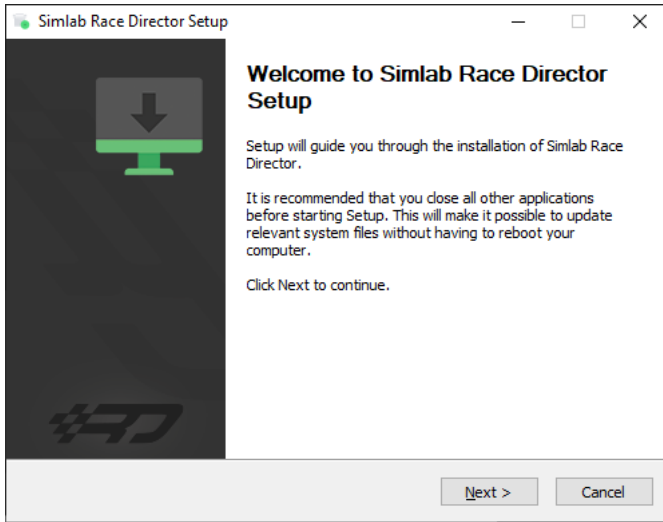 Simlab Race Director Setup
Welcome to Simlab Race Director
Setup
Setup will guide you through the installation of Simlab Race
Director.
It is recommended that you close all other applications
before starting Setup. This will make it possible to update
relevant system files without having to reboot your
computer.
Click Next to continue.
RD
Next >
Cancel